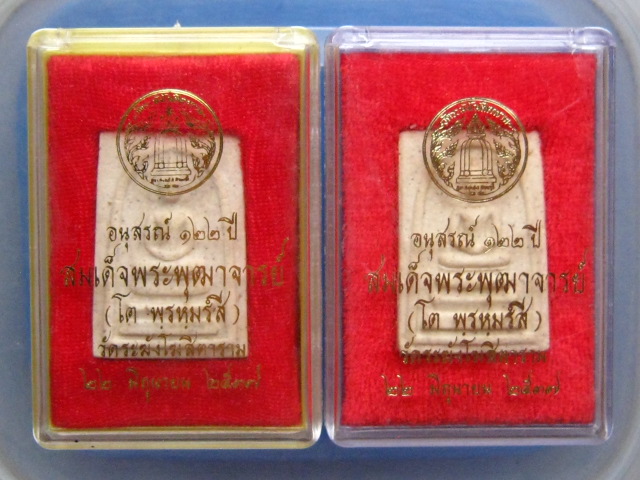 อนุสรณ์ ๑๒๒ ปี
สมเด็จพระพุฒาจารย์
(โต พฺรหฺมรํสี)
วัดระฆังโฆสิตาราม
๒๒ มิถุนายน ๒๕๓๗
อนุสรณ์ ๑๒๒ ปี
สมเด็จพระพุฒาจารย์
(โต พฺรหฺมรํสี)
วัดระฆังโฆสิตาราม
๒๒ มิถุนายน ๒๕๓๗